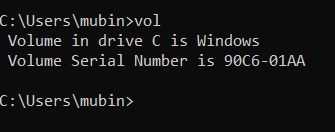 C:\Users\mubin>vol
 Volume in drive C is Windows
 Volume Serial Number is 90C6-01AA
C:\Users\mubin>